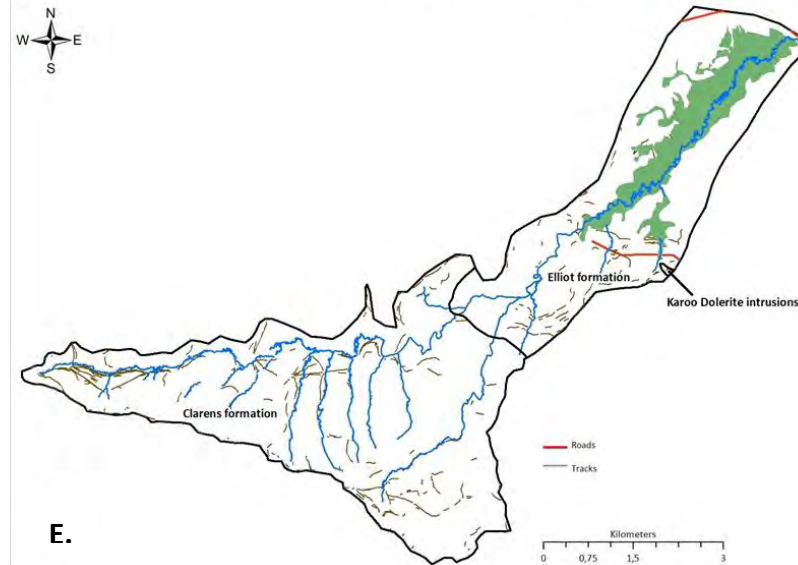 N
W E
S
Elliot formation
Karoo Dolerite intrusions
Clarens formation
Roads
Tracks
E.
Kilometers
0 0,75 1,5 3